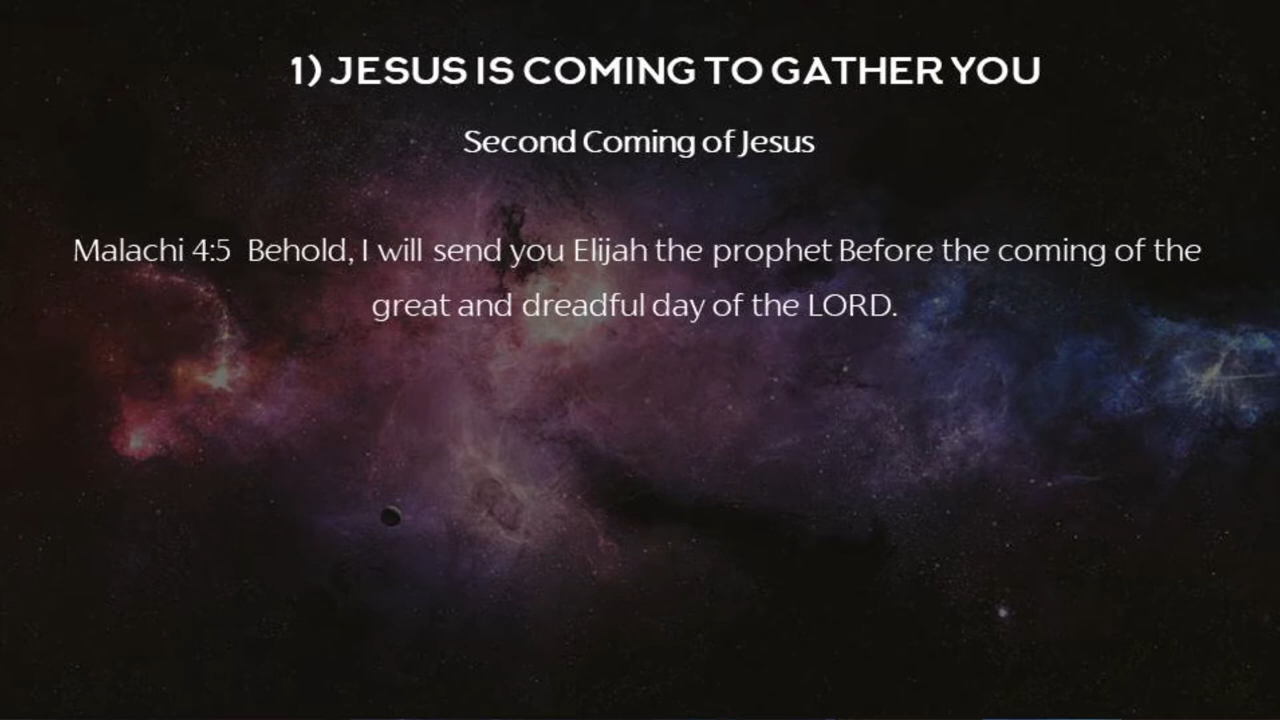 1) JESUS IS COMING TO GATHER YOU
Second Coming of Jesus
Malachi 4:5 Behold, I will send you Elijah the prophet Before the coming of the
great and dreadful day of the LORD.